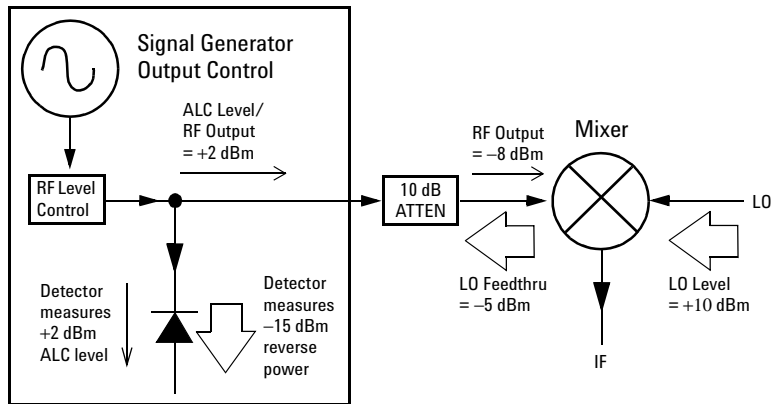 Signal Generator
Output Control
ALC Level/
RF Output
= +2 dBm
RF Level
Control
Detector
measures
+2 dBm
ALC level
Detector
measures
−15 dBm
reverse
power
10 dB
ATTEN
RF Output
= −8 dBm
Mixer
LO
LO Feedthru
= −5 dBm
LO Level
= +10 dBm
IF